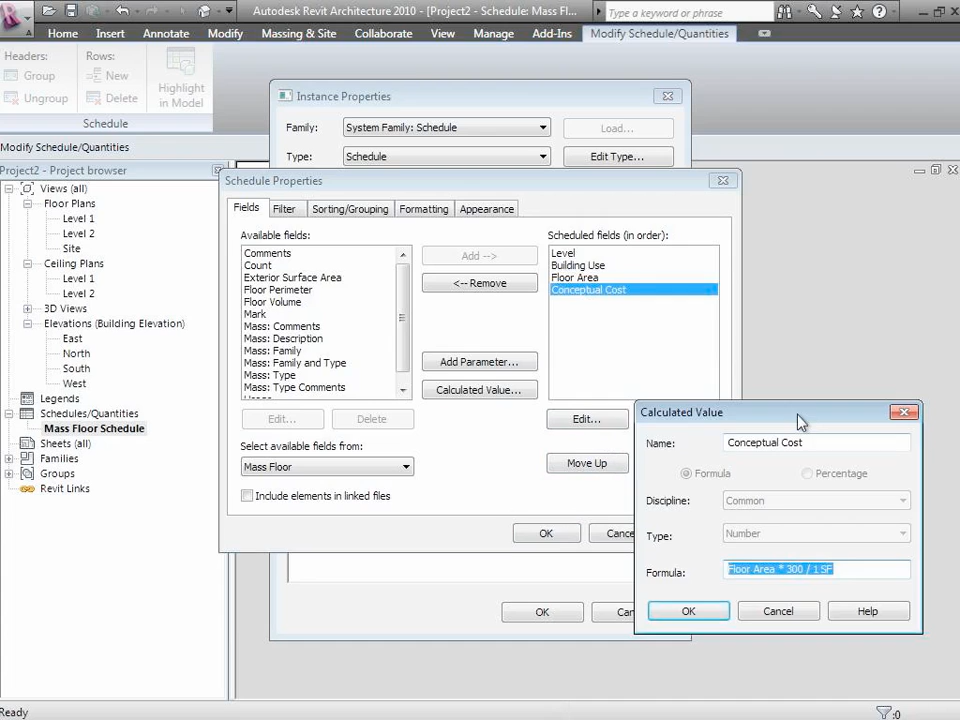 Autodesk Revit Architecture 2010 - [Project2 - Schedule: Mass Fl...
Type a keyword or phrase
Home Insert Annotate Modify Massing & Site Collaborate View Manage Add-Ins Modify Schedule/Quantities
Headers: Rows:
Group New
Ungroup Delete
Highlight
in Model
Schedule
Modify Schedule/Quantities
Project2 - Project browser
Views (all)
Floor Plans
Level 1
Level 2
Site
Ceiling Plans
Level 1
Level 2
3D Views
Elevations (Building Elevation)
East
North
South
West
Legends
Schedules/Quantities
Mass Floor Schedule
Sheets (all)
Families
Groups
Revit Links
Instance Properties
Family: System Family: Schedule Load...
Type: Schedule Edit Type...
Schedule Properties
Fields Filter Sorting/Grouping Formatting Appearance
Available fields:
Comments
Count
Exterior Surface Area
Floor Perimeter
Floor Volume
Mark
Mass: Comments
Mass: Description
Mass: Family
Mass: Family and Type
Mass: Type
Mass: Type Comments
Add -->
<-- Remove
Add Parameter...
Calculated Value...
Scheduled fields (in order):
Level
Building Use
Floor Area
Conceptual Cost
Edit... Delete
Edit...
Select available fields from:
Mass Floor
Move Up
Include elements in linked files
OK Cance
OK Can
Calculated Value
Name: Conceptual Cost
Formula Percentage
Discipline: Common
Type: Number
Formula: Floor Area * 300 / 1 SF
OK Cancel Help
Ready
:0